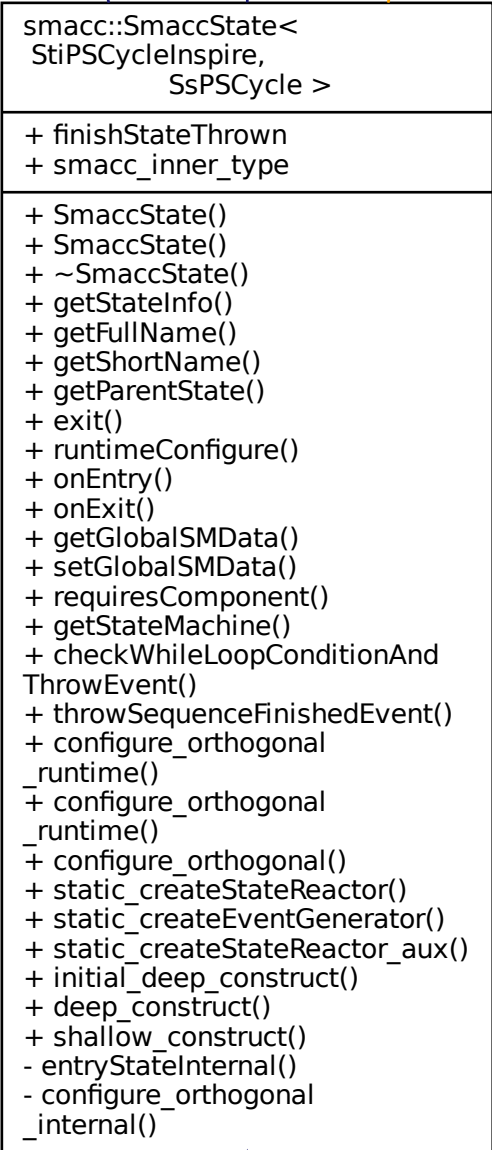 smacc::SmaccState<
StiPSCycleInspire,
SsPSCycle >
+ finishStateThrown
+ smacc_inner_type
+ SmaccState()
+ SmaccState()
+ ~SmaccState()
+ getStateInfo()
+ getFullName()
+ getShortName()
+ getParentState()
+ exit()
+ runtimeConfigure()
+ onEntry()
+ onExit()
+ getGlobalSMData()
+ setGlobalSMData()
+ requiresComponent()
+ getStateMachine()
+ checkWhileLoopConditionAnd
ThrowEvent()
+ throwSequenceFinishedEvent()
+ configure_orthogonal
_runtime()
+ configure_orthogonal
_runtime()
+ configure_orthogonal()
+ static_createStateReactor()
+ static_createEventGenerator()
+ static_createStateReactor_aux()
+ initial_deep_construct()
+ deep_construct()
+ shallow_construct()
- entryStateInternal()
- configure_orthogonal
_internal()